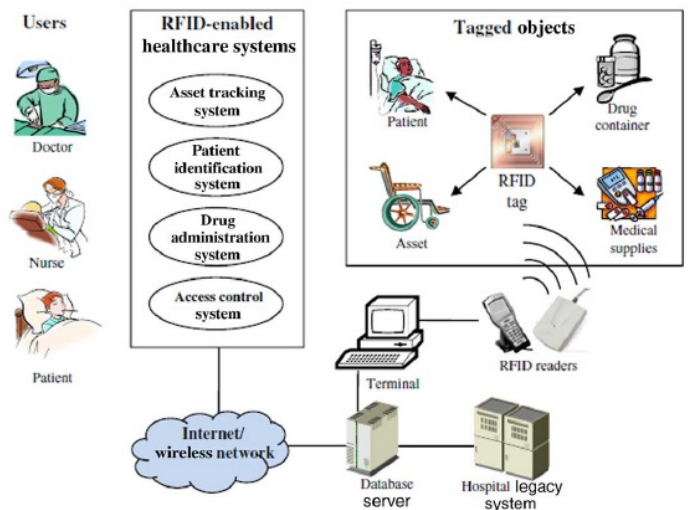 Users
Doctor
Nurse
Patient
RFID-enabled
healthcare systems
Asset tracking
system
Patient
identification
system
Drug
administration
system
Access control
system
Tagged objects
Patient
Drug
container
RFID
tag
Asset
Medical
supplies
RFID readers
Terminal
Internet/
wireless network
Database
server
Hospital legacy
system